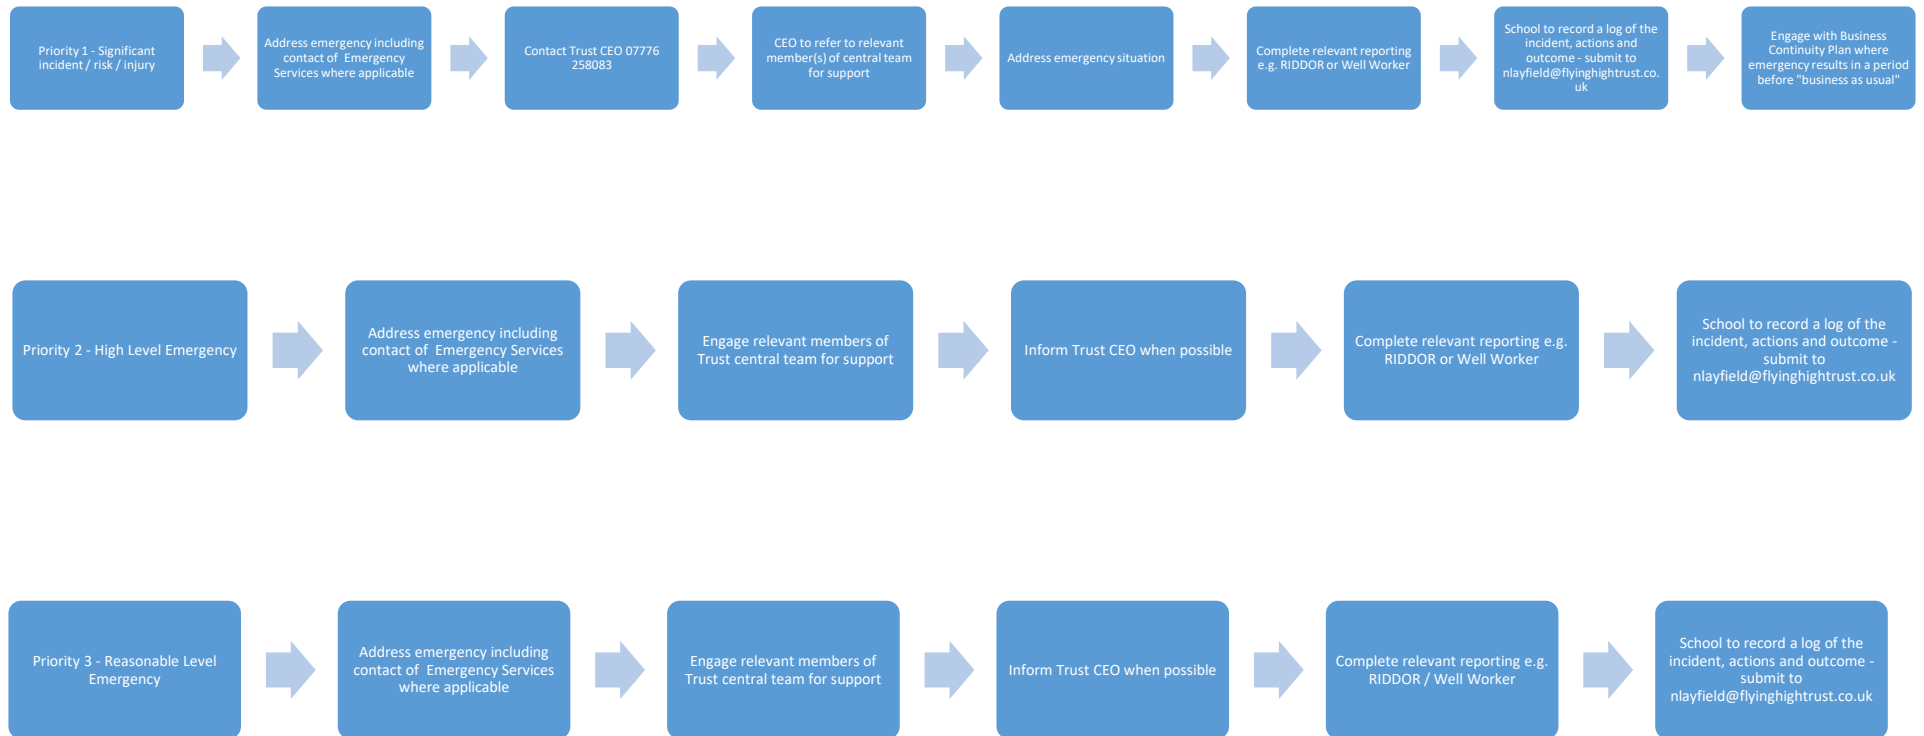 Priority 1 - Significant
incident / risk / injury
Address emergency including
contact of Emergency
Services where applicable
Contact Trust CEO 07776
258083
CEO to refer to relevant
member(s) of central team
for support
Address emergency situation
Complete relevant reporting
e.g. RIDDOR or Well Worker
School to record a log of the
incident, actions and
outcome - submit to
nlayfield@flyinghightrust.co.
uk
Engage with Business
Continuity Plan where
emergency results in a period
before "business as usual"
Priority 2 - High Level Emergency
Address emergency including
contact of Emergency Services
where applicable
Engage relevant members of
Trust central team for support
Inform Trust CEO when possible
Complete relevant reporting e.g.
RIDDOR or Well Worker
School to record a log of the
incident, actions and outcome -
submit to
nlayfield@flyinghightrust.co.uk
Priority 3 - Reasonable Level
Emergency
Address emergency including
contact of Emergency Services
where applicable
Engage relevant members of
Trust central team for support
Inform Trust CEO when possible
Complete relevant reporting e.g.
RIDDOR / Well Worker
School to record a log of the
incident, actions and outcome -
submit to
nlayfield@flyinghightrust.co.uk